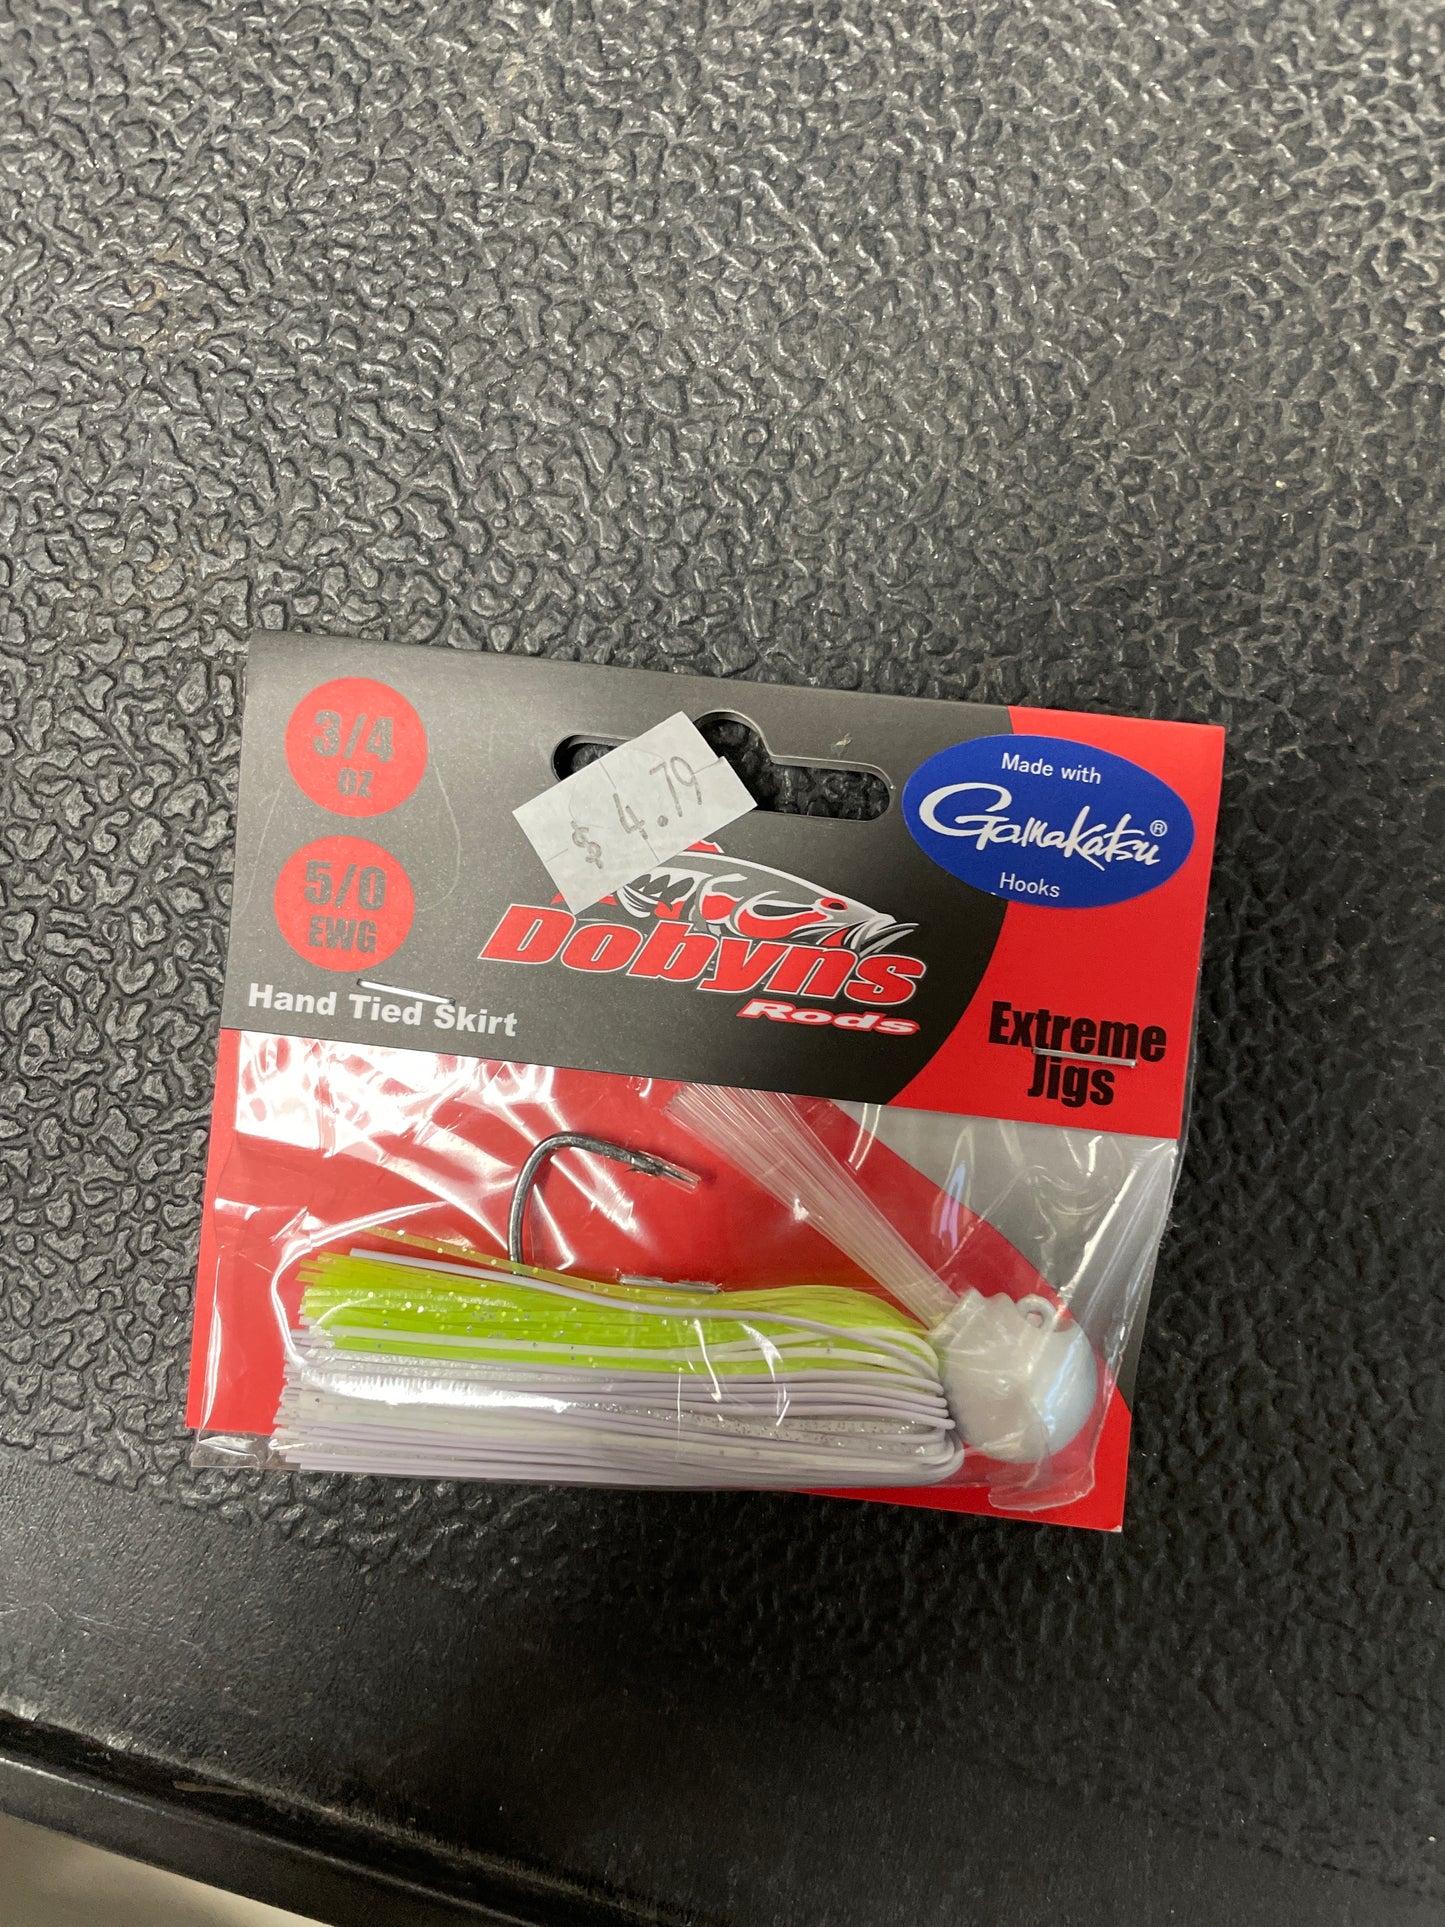 3/4
OZ
5/0
EWG
Hand Tied Skirt
$ 4.79
Dobyns
Rods
Made with
Gamakatsu®
Hooks
Extreme
Jigs